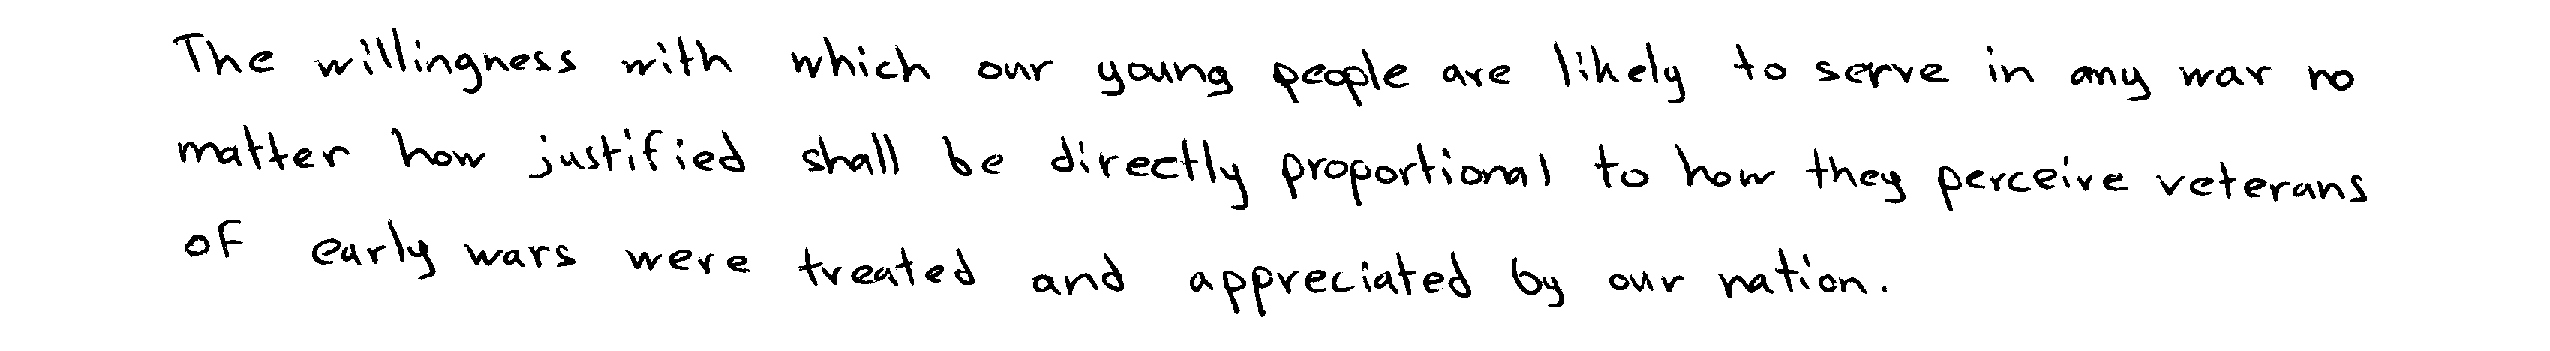 The willingness with which our young people are likely to serve in any war no
matter how justified shall be directly proportional to how they perceive veterans
of early wars were treated and appreciated by our nation.